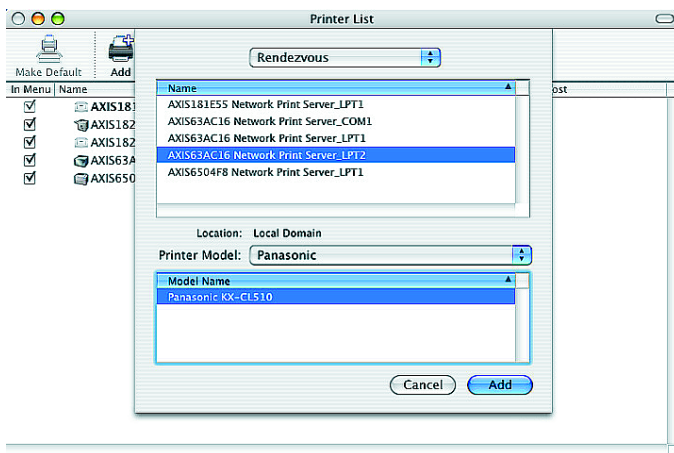 Printer List
Make Default
Add
Rendezvous
In Menu
Name
ost
AXIS181
AXIS182
AXIS182
AXIS63A
AXIS650
Name
AXIS181E55 Network Print Server_LPT1
AXIS63AC16 Network Print Server_COM1
AXIS63AC16 Network Print Server_LPT1
AXIS63AC16 Network Print Server_LPT2
AXIS6504F8 Network Print Server_LPT1
Location: Local Domain
Printer Model: Panasonic
Model Name
Panasonic KX-CL510
Cancel
Add